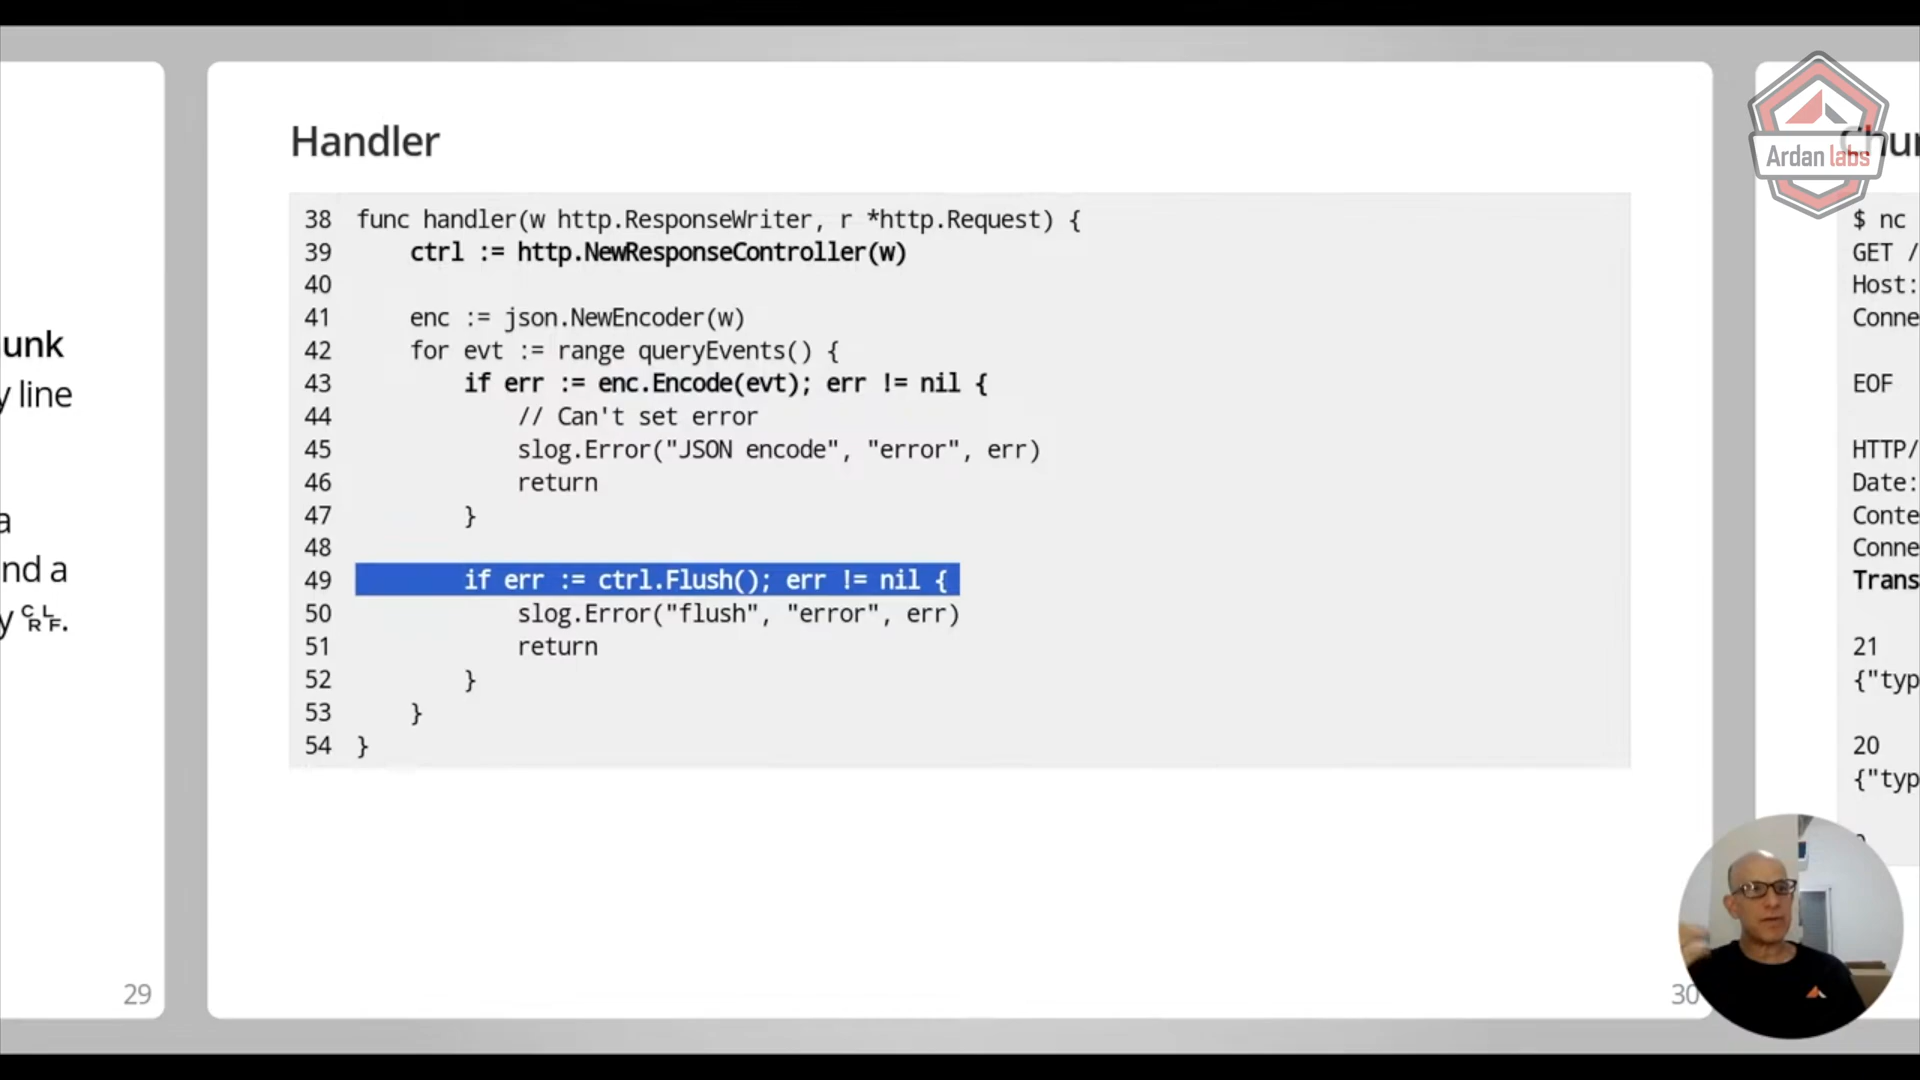 unk
y line
a
nd a
y CRLF.
29
Handler
38 func handler(w http.ResponseWriter, r *http.Request) {
39     ctrl := http.NewResponseController(w)
40
41     enc := json.NewEncoder(w)
42     for evt := range queryEvents() {
43         if err := enc.Encode(evt); err != nil {
44             // Can't set error
45             slog.Error("JSON encode", "error", err)
46             return
47         }
48
49         if err := ctrl.Flush(); err != nil {
50             slog.Error("flush", "error", err)
51             return
52         }
53     }
54 }
30
Ardan labs
Chun
$ nc
GET /
Host:
Conne
EOF
HTTP/
Date:
Conte
Conne
Trans
21
{"typ
20
{"typ